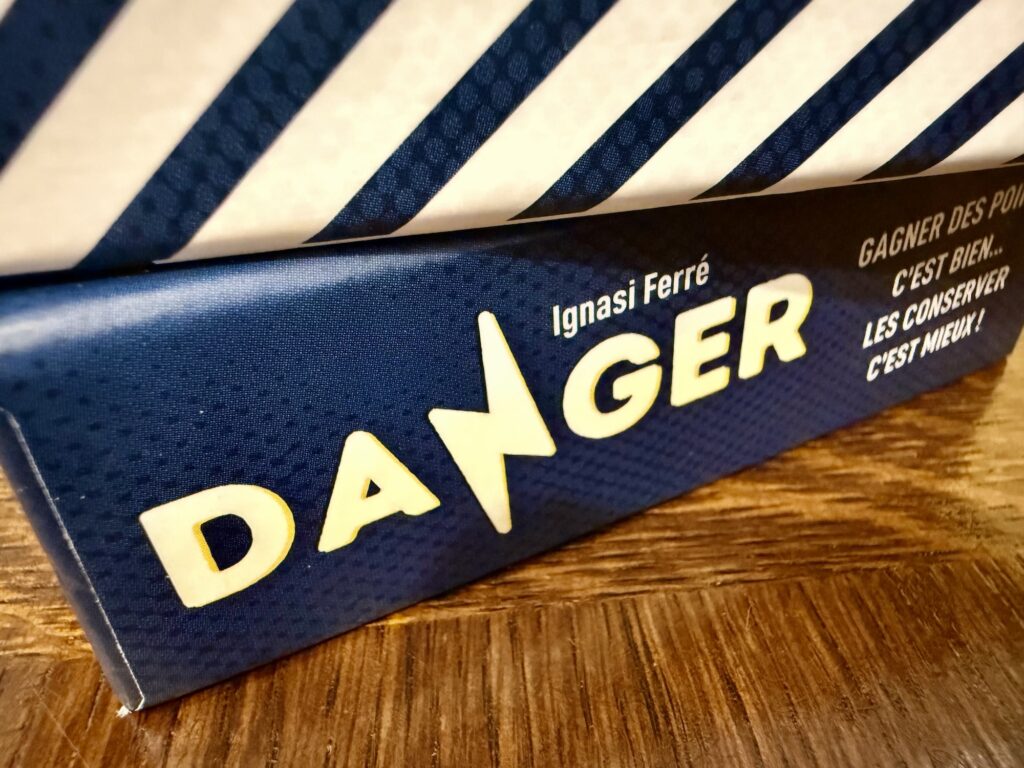 Ignasi Ferré
DANGER
GAGNER DES
C'EST BIEN...
LES CONSERVER
C'EST MIEUX !